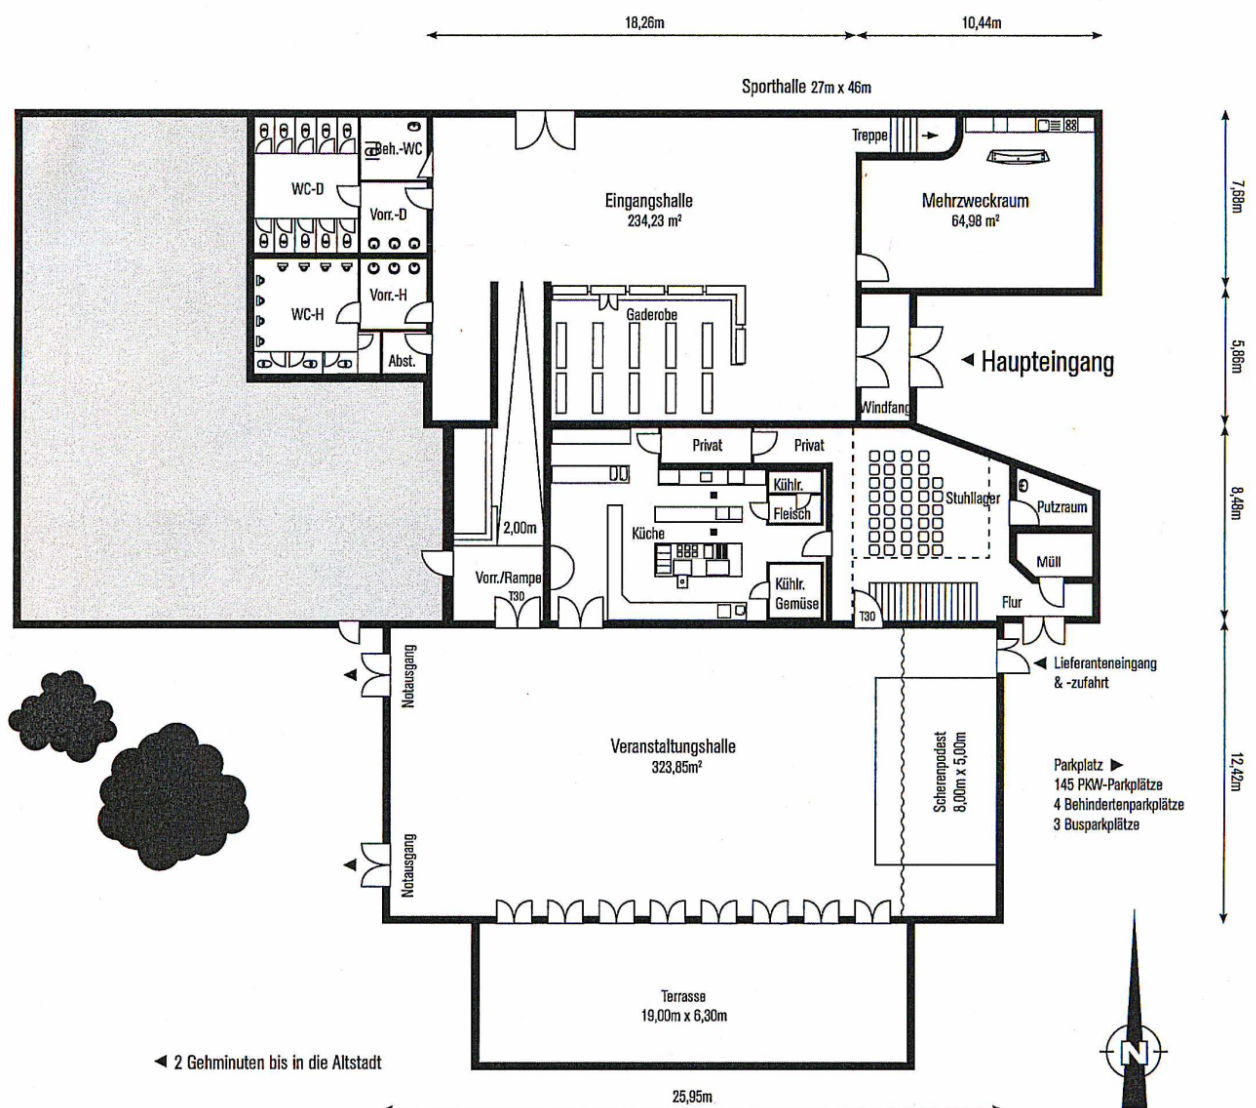 18,26m
10,44m
Sporthalle 27m x 46m
Treppe
Beh.-WC
WC-D
Vorr.-D
Eingangshalle
234,23 m²
Mehrzweckraum
64,98 m²
7,68m
WC-H
Vorr.-H
Abst.
Gaderobe
Haupteingang
Windfang
5,86m
Privat
Privat
Kühlr.
Fleisch
Stuhllager
Putzraum
2,00m
Küche
Vorr./Rampe
T30
Kühlr.
Gemüse
Müll
Flur
T30
8,48m
Lieferanteneingang
& -zufahrt
Notausgang
Veranstaltungshalle
323,85m²
Scherenpodest
8,00m x 5,00m
Parkplatz
145 PKW-Parkplätze
4 Behindertenparkplätze
3 Busparkplätze
12,42m
Notausgang
Terrasse
19,00m x 6,30m
2 Gehminuten bis in die Altstadt
N
25,95m